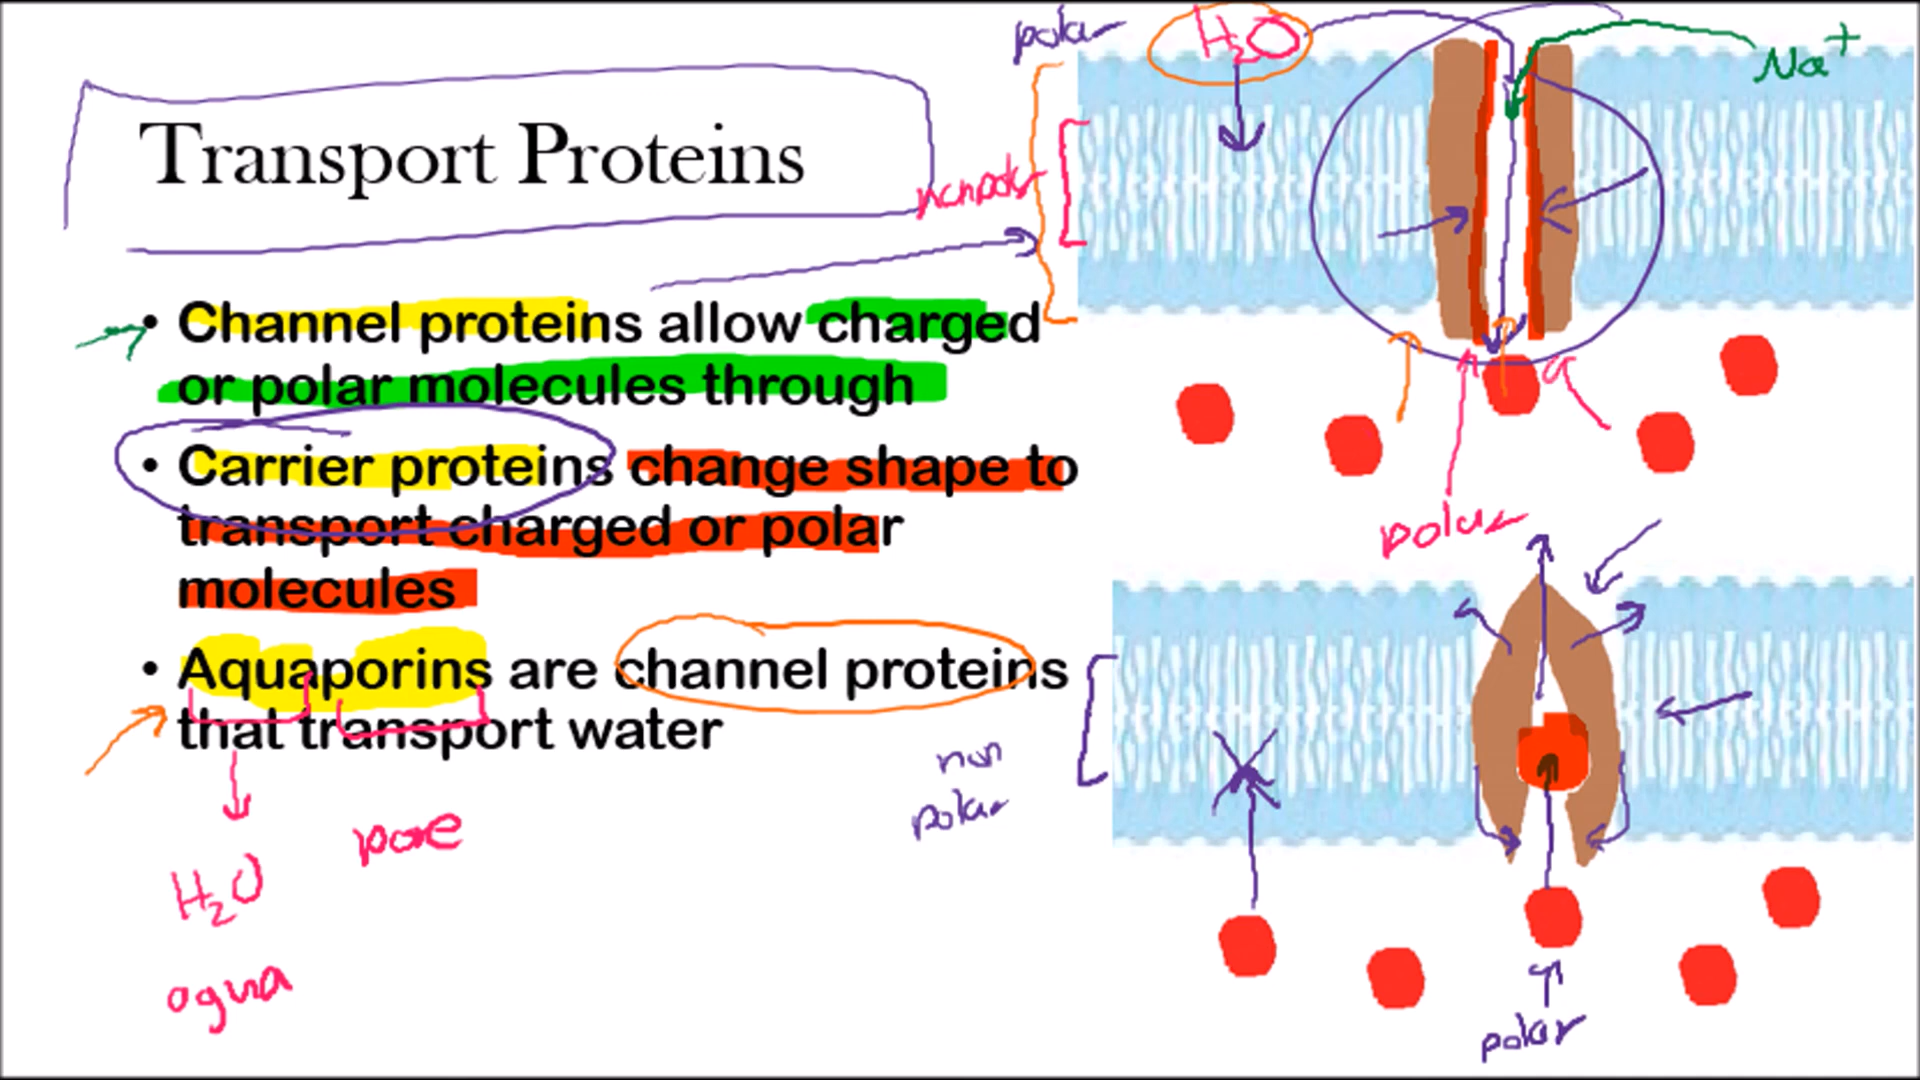 polar
H₂O
Na⁺
Transport Proteins
nonpolar
• Channel proteins allow charged
or polar molecules through
• Carrier proteins change shape to
transport charged or polar
molecules
polar
• Aquaporins are channel proteins
that transport water
non
polar
pore
H₂O
agua
polar